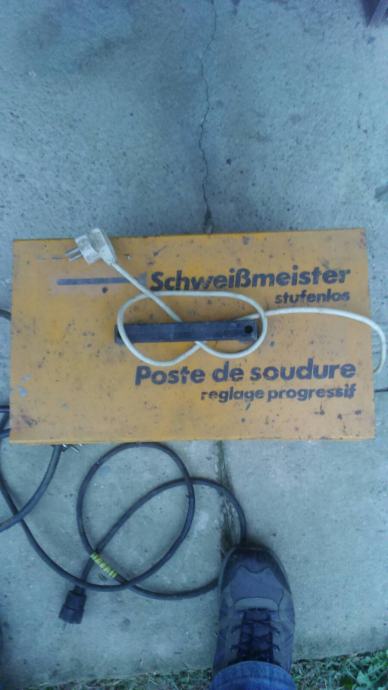 Schweißmeister
stufenlos
Poste de soudure
reglage progressif